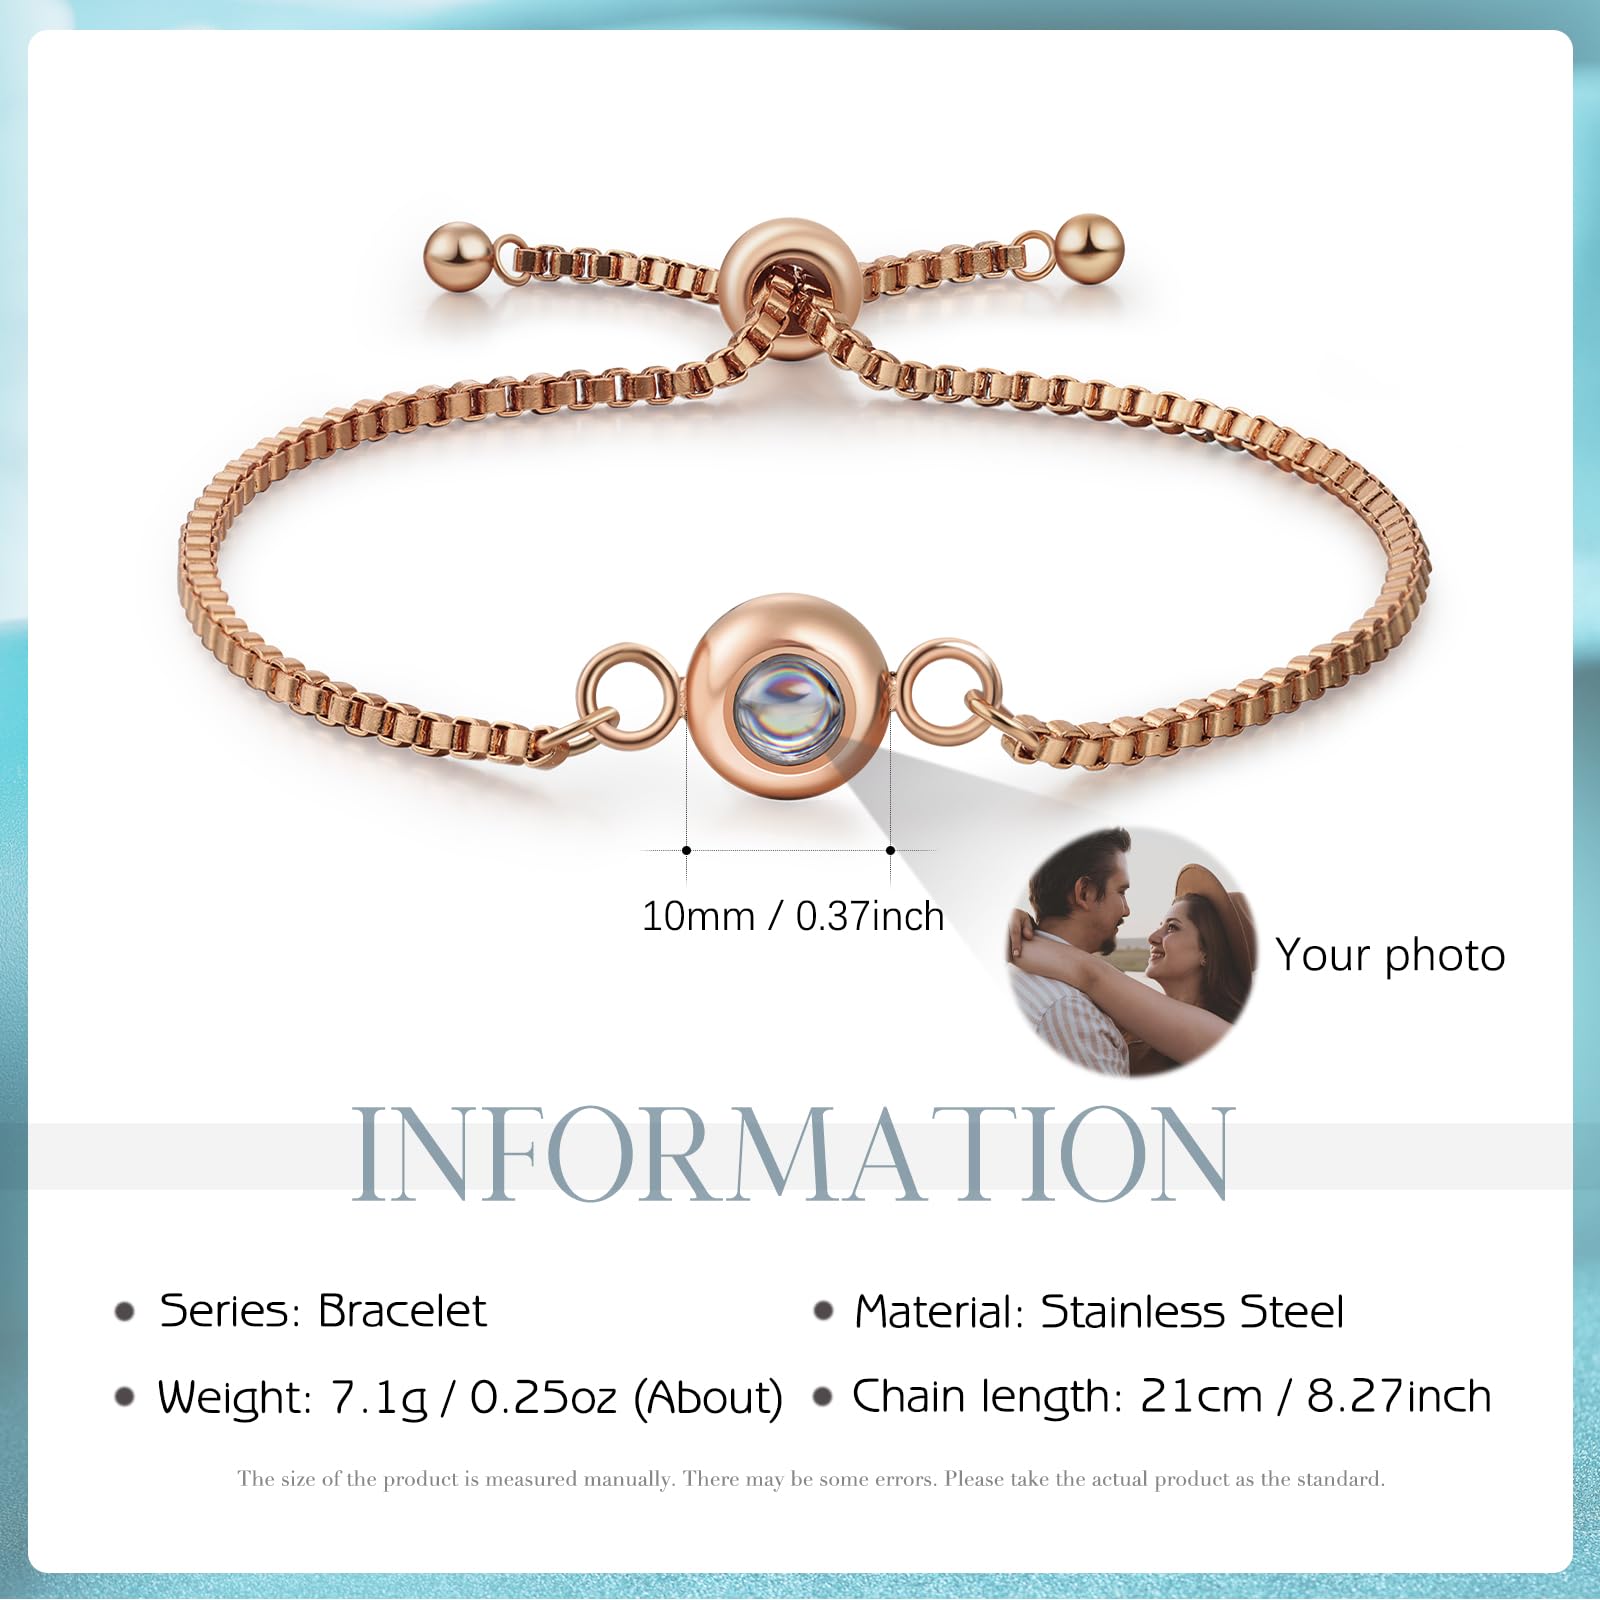 10mm / 0.37inch
Your photo
INFORMATION
Series: Bracelet
Material: Stainless Steel
Weight: 7.1g / 0.25oz (About)
Chain length: 21cm / 8.27inch
The size of the product is measured manually. There may be some errors. Please take the actual product as the standard.